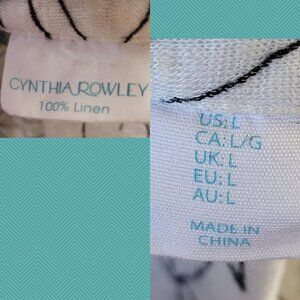 CYNTHIA ROWLEY
100% Linen
US: L
CA: L/G
UK: L
EU: L
AU: L
MADE IN
CHINA